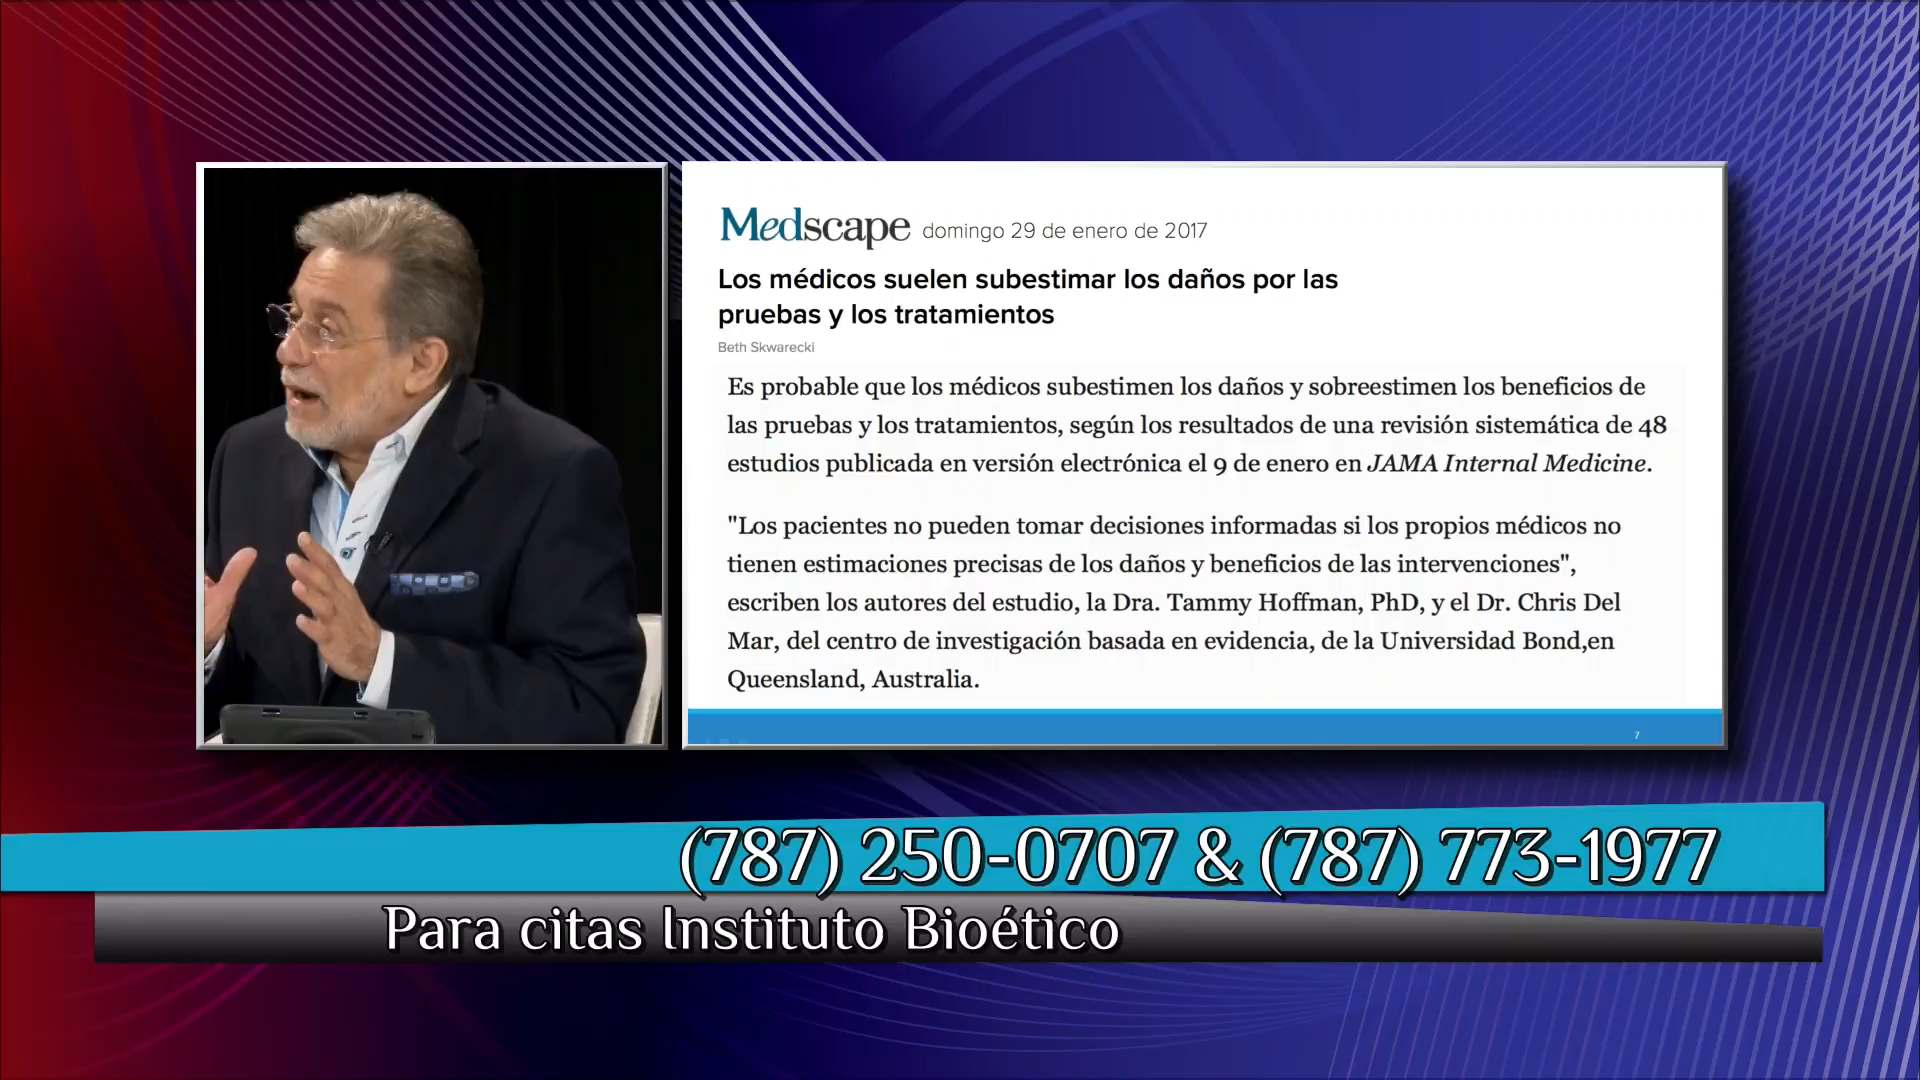 Medscape domingo 29 de enero de 2017
Los médicos suelen subestimar los daños por las
pruebas y los tratamientos
Beth Skwarecki
Es probable que los médicos subestimen los daños y sobreestimen los beneficios de
las pruebas y los tratamientos, según los resultados de una revisión sistemática de 48
estudios publicada en versión electrónica el 9 de enero en JAMA Internal Medicine.
"Los pacientes no pueden tomar decisiones informadas si los propios médicos no
tienen estimaciones precisas de los daños y beneficios de las intervenciones",
escriben los autores del estudio, la Dra. Tammy Hoffman, PhD, y el Dr. Chris Del
Mar, del centro de investigación basada en evidencia, de la Universidad Bond,en
Queensland, Australia.
7
(787) 250-0707 & (787) 773-1977
Para citas Instituto Bioético